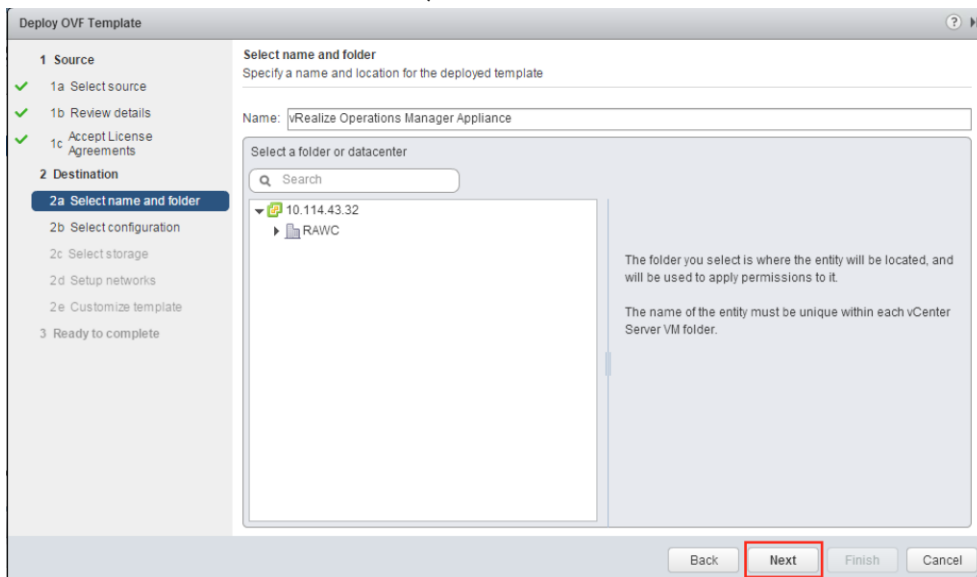 Deploy OVF Template
1 Source
1a Select source
1b Review details
1c Accept License
Agreements
2 Destination
2a Select name and folder
2b Select configuration
2c Select storage
2d Setup networks
2e Customize template
3 Ready to complete
Select name and folder
Specify a name and location for the deployed template
Name: vRealize Operations Manager Appliance
Select a folder or datacenter
Search
10.114.43.32
RAWC
The folder you select is where the entity will be located, and
will be used to apply permissions to it.
The name of the entity must be unique within each vCenter
Server VM folder.
Back Next Finish Cancel